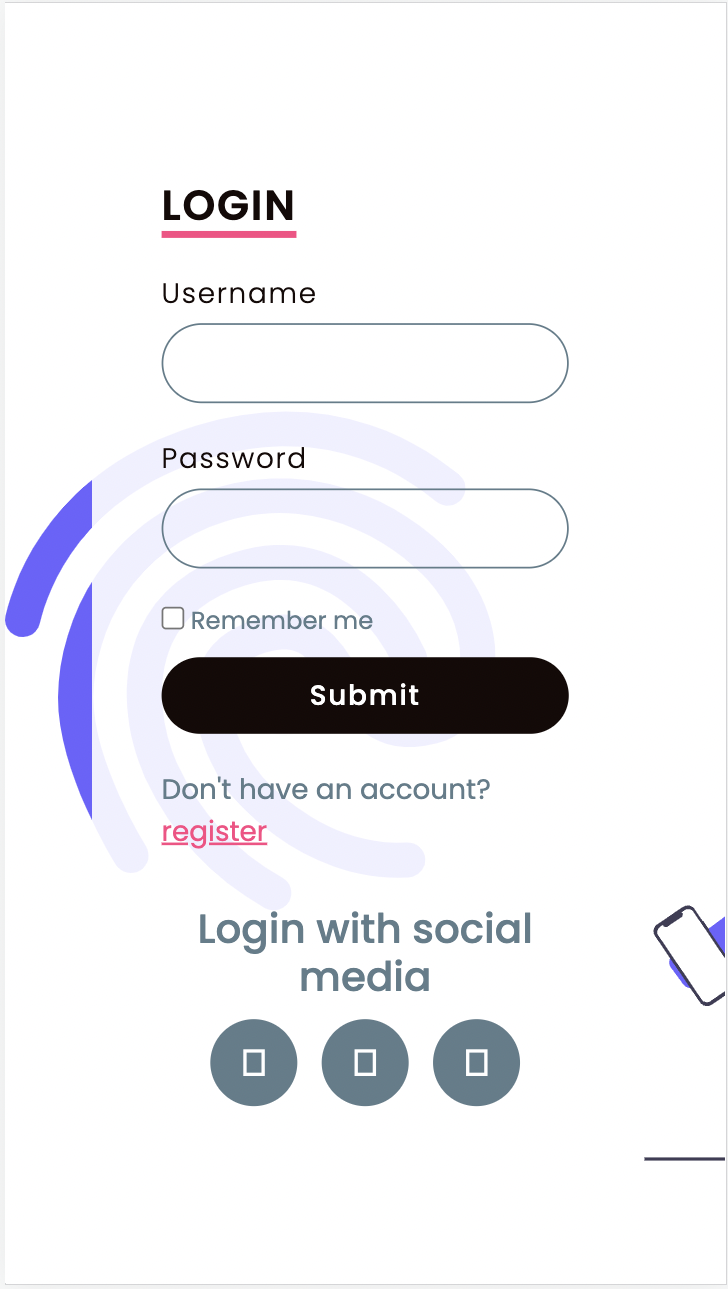 LOGIN
Username
Password
Remember me
Submit
Don't have an account?
register
Login with social
media